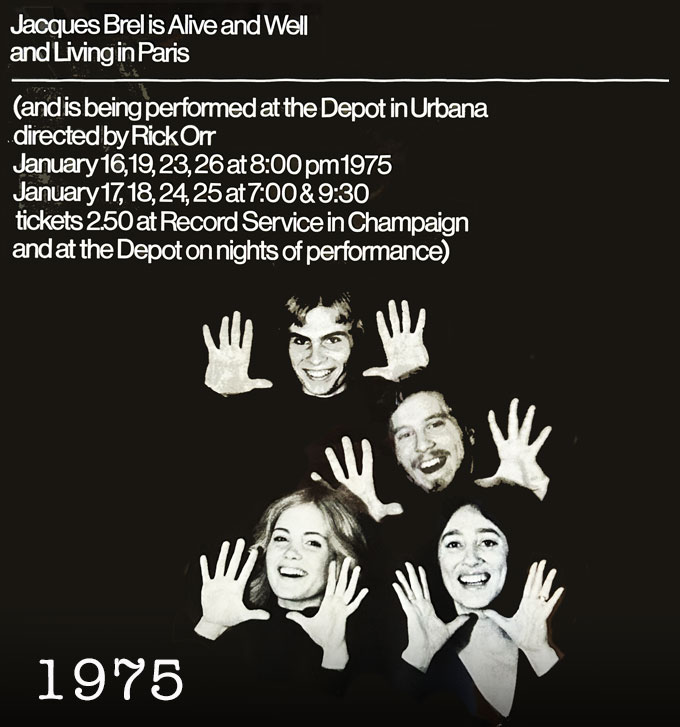 Jacques Brel is Alive and Well
and Living in Paris
(and is being performed at the Depot in Urbana
directed by Rick Orr
January 16,19, 23, 26 at 8:00 pm 1975
January 17, 18, 24, 25 at 7:00 & 9:30
tickets 2.50 at Record Service in Champaign
and at the Depot on nights of performance)
1975